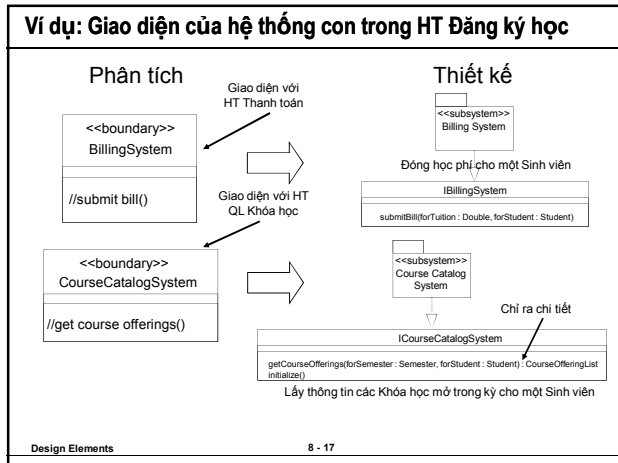 Ví dụ: Giao diện của hệ thống con trong HT Đăng ký học
Phân tích
Thiết kế
Giao diện với
HT Thanh toán
<<boundary>>
BillingSystem
//submit bill()
<<subsystem>>
Billing System
Đóng học phí cho một Sinh viên
IBillingSystem
submitBill(forTuition : Double, forStudent : Student)
Giao diện với HT
QL Khóa học
<<boundary>>
CourseCatalogSystem
//get course offerings()
<<subsystem>>
Course Catalog
System
Chỉ ra chi tiết
ICourseCatalogSystem
getCourseOfferings(forSemester : Semester, forStudent : Student) : CourseOfferingList
initialize()
Lấy thông tin các Khóa học mở trong kỳ cho một Sinh viên
Design Elements
8 - 17